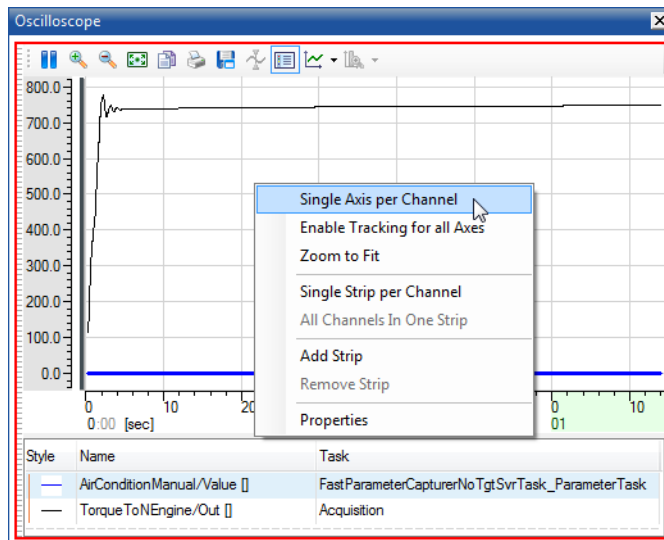 Oscilloscope
800.0
700.0
600.0
500.0
400.0
300.0
200.0
100.0
0.0
Single Axis per Channel
Enable Tracking for all Axes
Zoom to Fit
Single Strip per Channel
All Channels In One Strip
Add Strip
Remove Strip
Properties
0 10 20 0 10
0:00 [sec] 01
Style Name Task
AirConditionManual/Value [] FastParameterCapturerNoTgtSvrTask_ParameterTask
TorqueToNEngine/Out [] Acquisition